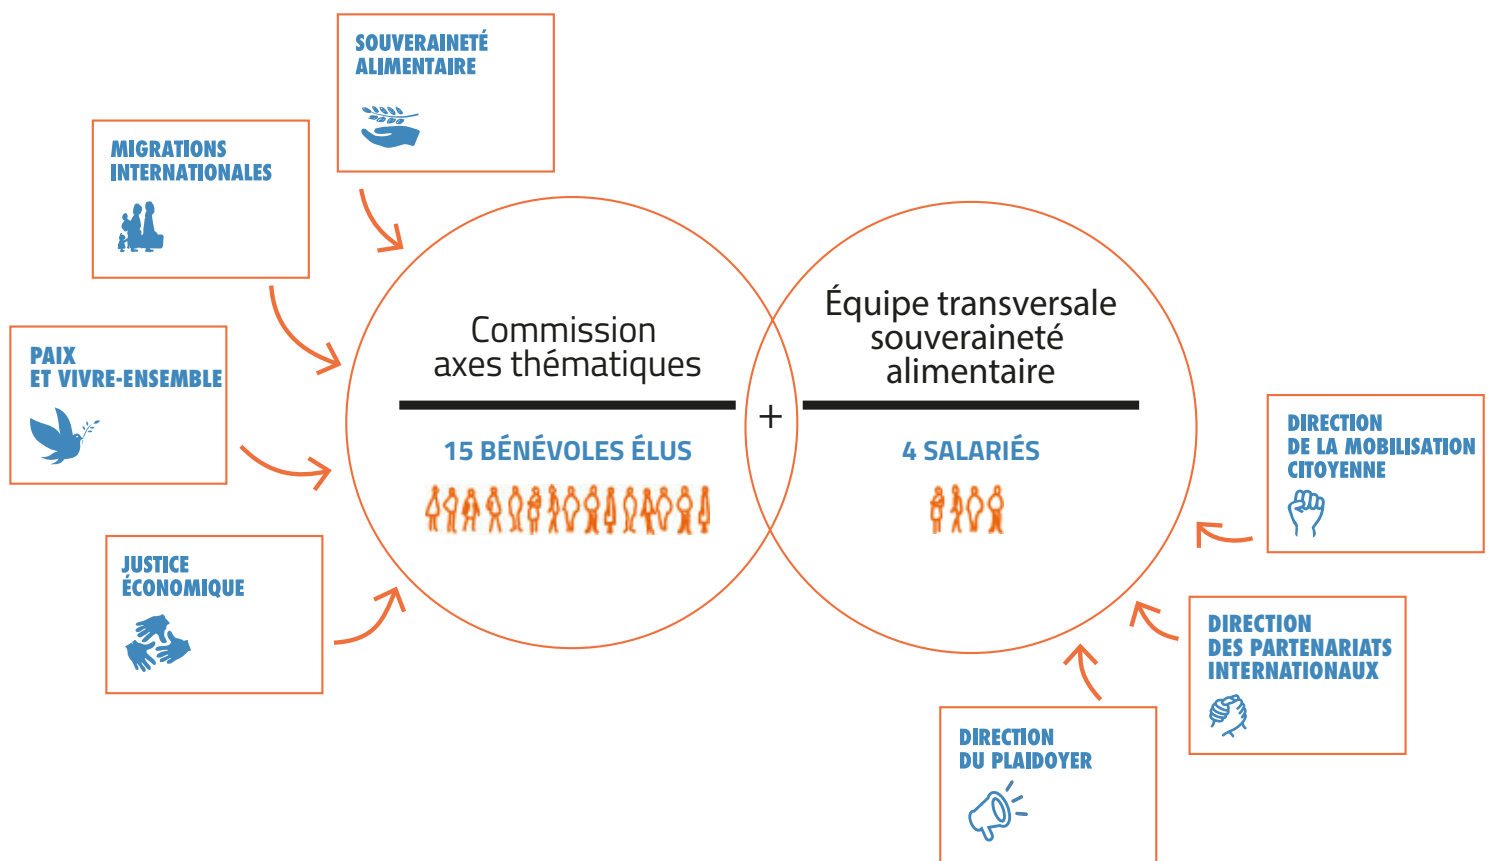 SOUVERAINETÉ
ALIMENTAIRE
MIGRATIONS
INTERNATIONALES
PAIX
ET VIVRE-ENSEMBLE
JUSTICE
ÉCONOMIQUE
Commission
axes thématiques
15 BÉNÉVOLES ÉLUS
+
Équipe transversale
souveraineté
alimentaire
4 SALARIÉS
DIRECTION
DE LA MOBILISATION
CITOYENNE
DIRECTION
DES PARTENARIATS
INTERNATIONAUX
DIRECTION
DU PLAIDOYER